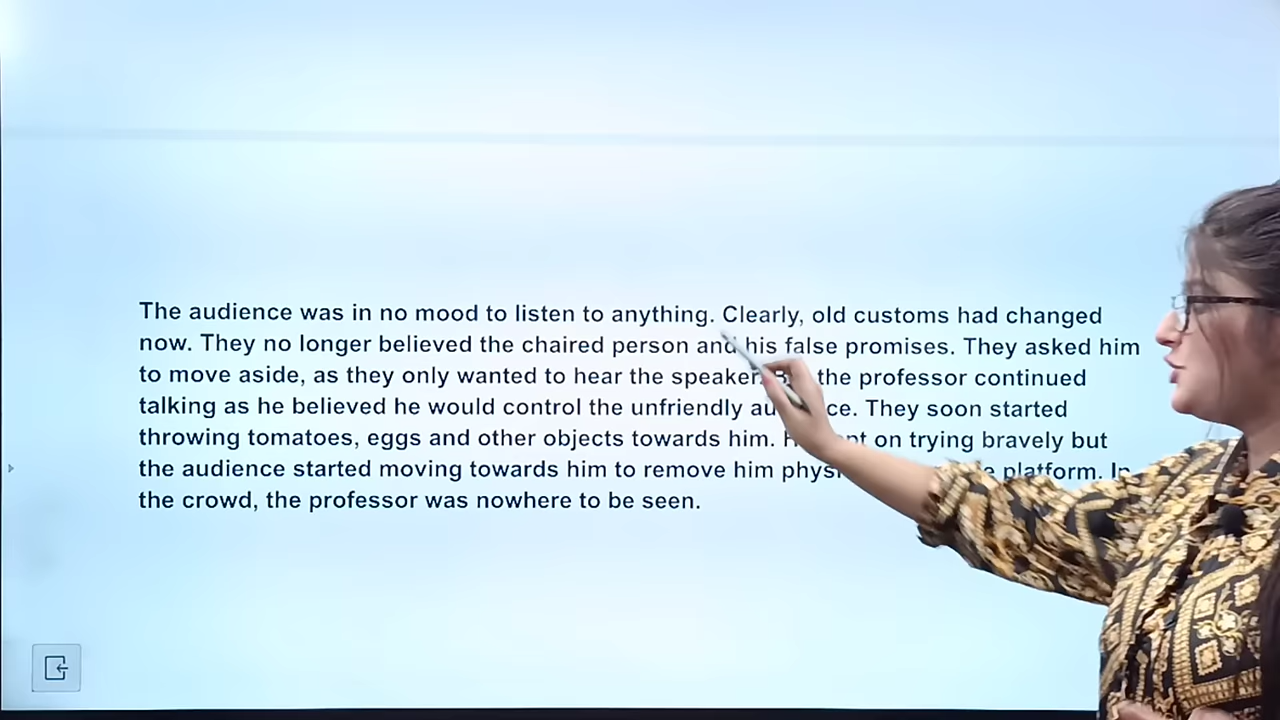 The audience was in no mood to listen to anything. Clearly, old customs had changed
now. They no longer believed the chaired person and his false promises. They asked him
to move aside, as they only wanted to hear the speaker. the professor continued
talking as he believed he would control the unfriendly They soon started
throwing tomatoes, eggs and other objects towards him. on trying bravely but
the audience started moving towards him to remove him platform. In
the crowd, the professor was nowhere to be seen.